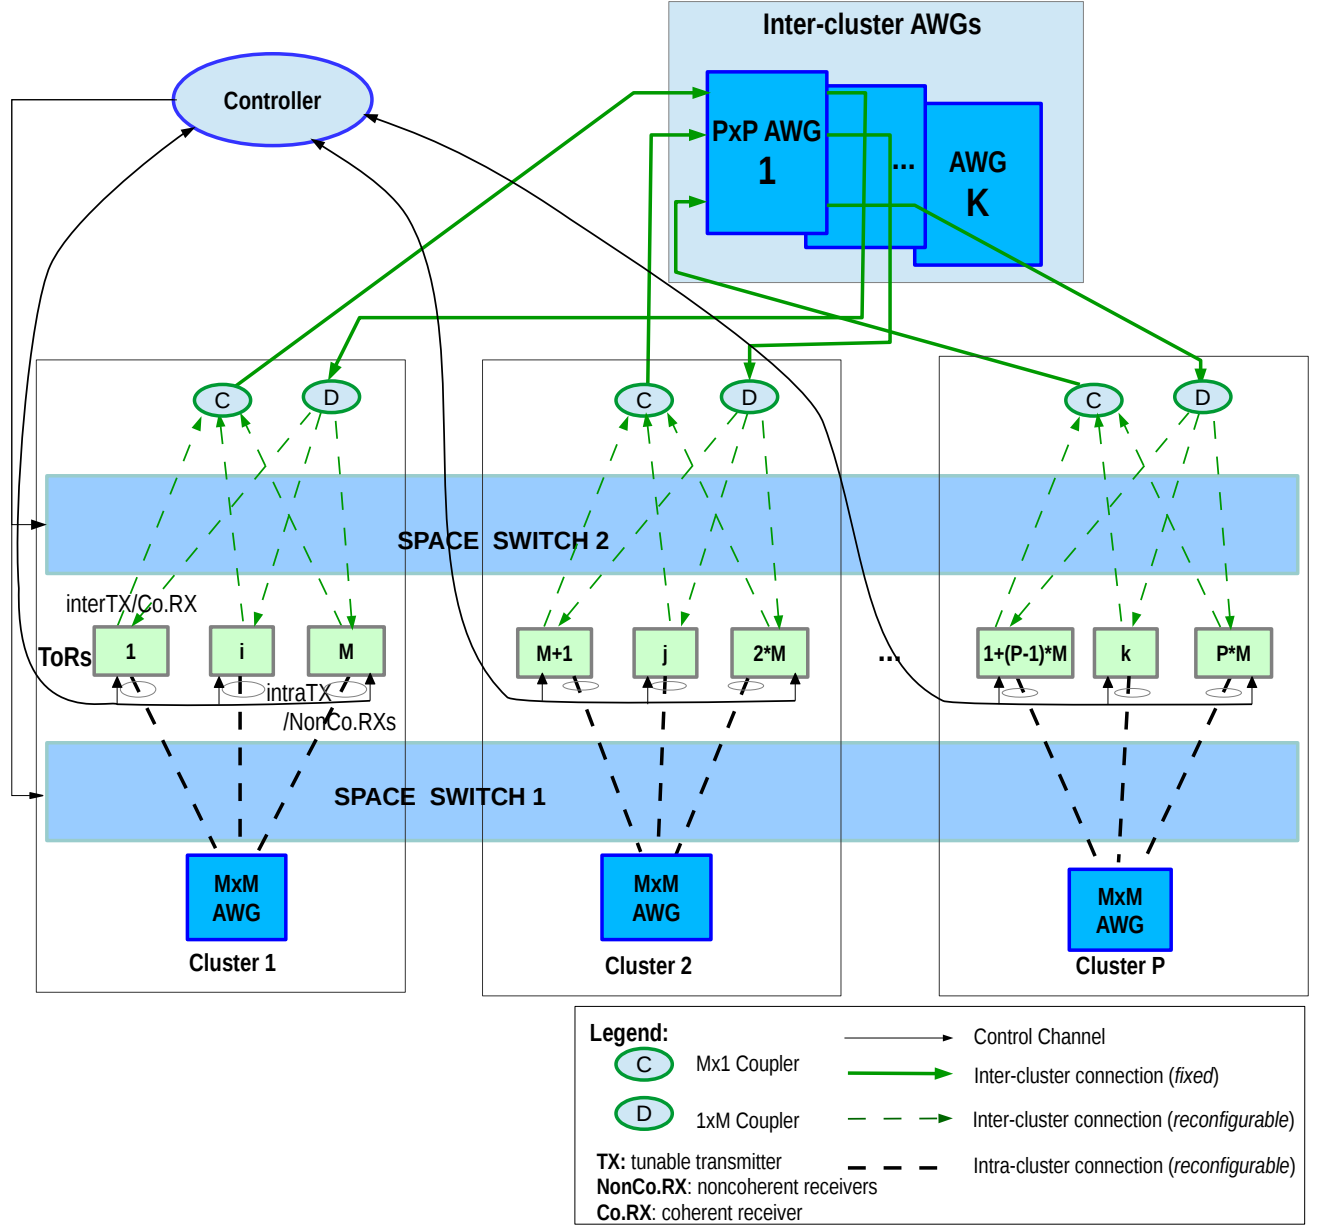 Inter-cluster AWGs
Controller
PxP AWG
1
...
AWG
K
C
D
C
D
C
D
SPACE SWITCH 2
interTX/Co.RX
ToRs
1
i
M
M+1
j
2*M
...
1+(P-1)*M
k
P*M
intraTX
/NonCo.RXs
SPACE SWITCH 1
MxM
AWG
Cluster 1
MxM
AWG
Cluster 2
MxM
AWG
Cluster P
Legend:
C
Mx1 Coupler
D
1xM Coupler
TX: tunable transmitter
NonCo.RX: noncoherent receivers
Co.RX: coherent receiver
Control Channel
Inter-cluster connection (fixed)
Inter-cluster connection (reconfigurable)
Intra-cluster connection (reconfigurable)